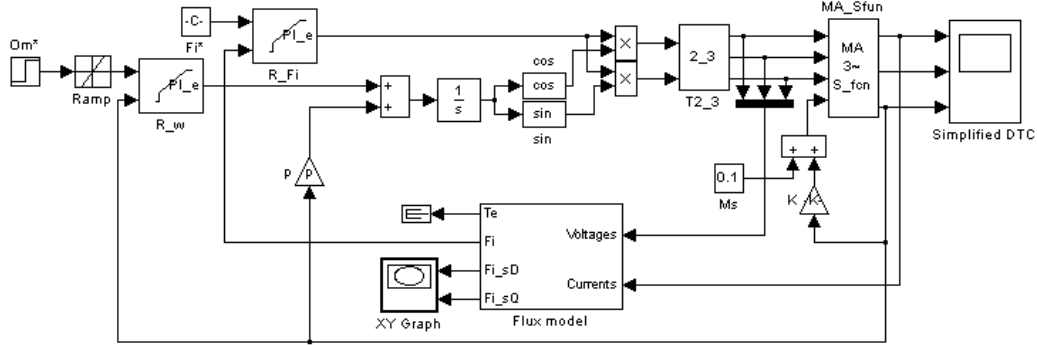 MA_Sfun
-C-
Fi*
PI_e
R_Fi
Om*
Ramp
PI_e
R_w
+
+
1
s
cos
cos
sin
sin
×
×
2_3
T2_3
MA
3~
S_fcn
Simplified DTC
+ +
0.1
Ms
K
-K-
p
p
Te
Fi
Fi_sD
Fi_sQ
Voltages
Currents
Flux model
XY Graph